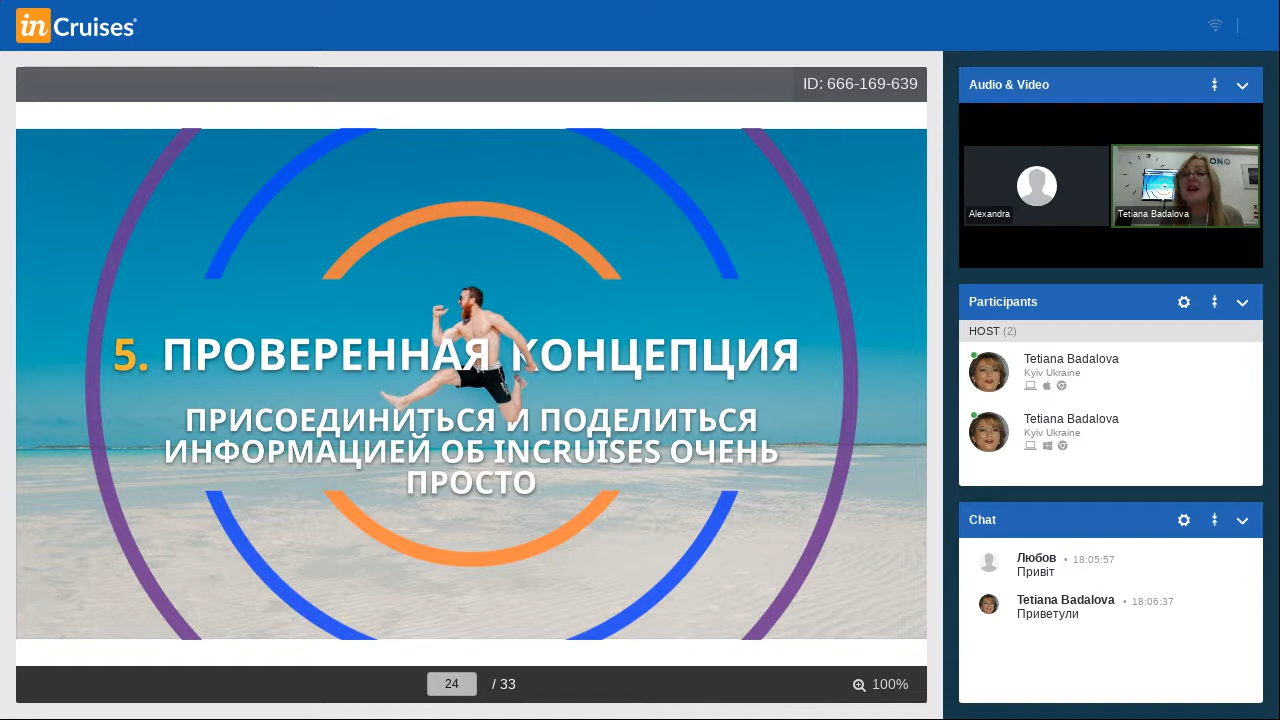 in Cruises®
ID: 666-169-639
5. ПРОВЕРЕННАЯ КОНЦЕПЦИЯ
ПРИСОЕДИНИТЬСЯ И ПОДЕЛИТЬСЯ
ИНФОРМАЦИЕЙ ОБ INCRUISES ОЧЕНЬ
ПРОСТО
24 / 33
100%
Audio & Video
Alexandra
Tetiana Badalova
Participants
HOST (2)
Tetiana Badalova
Kyiv Ukraine
Tetiana Badalova
Kyiv Ukraine
Chat
Любов • 18:05:57
Привіт
Tetiana Badalova • 18:06:37
Приветули